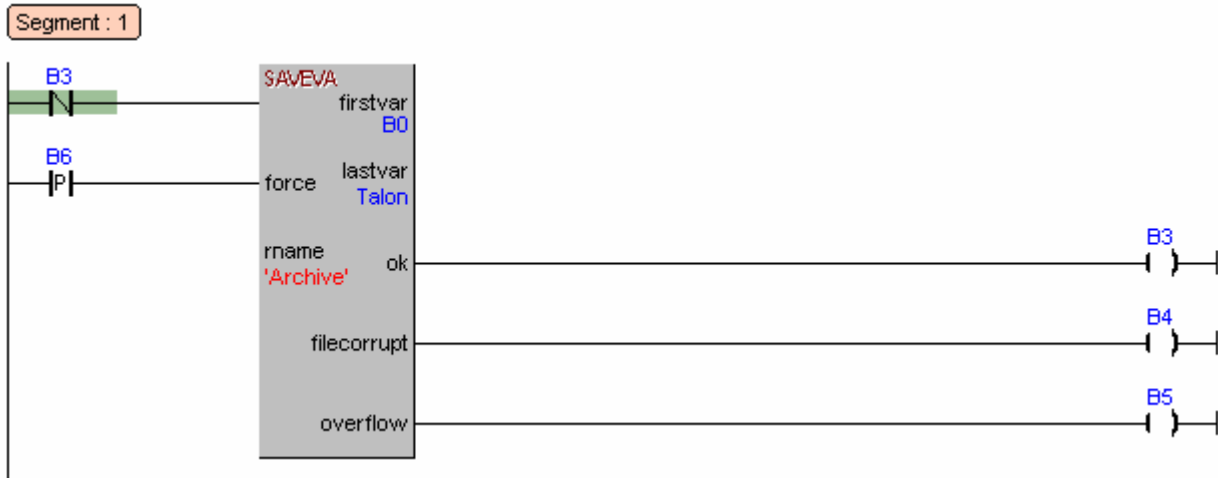 Segment : 1
B3
SAVEVA
firstvar
B0
B6
P
force
lastvar
Talon
rname
'Archive'
ok
B3
filecorrupt
B4
overflow
B5